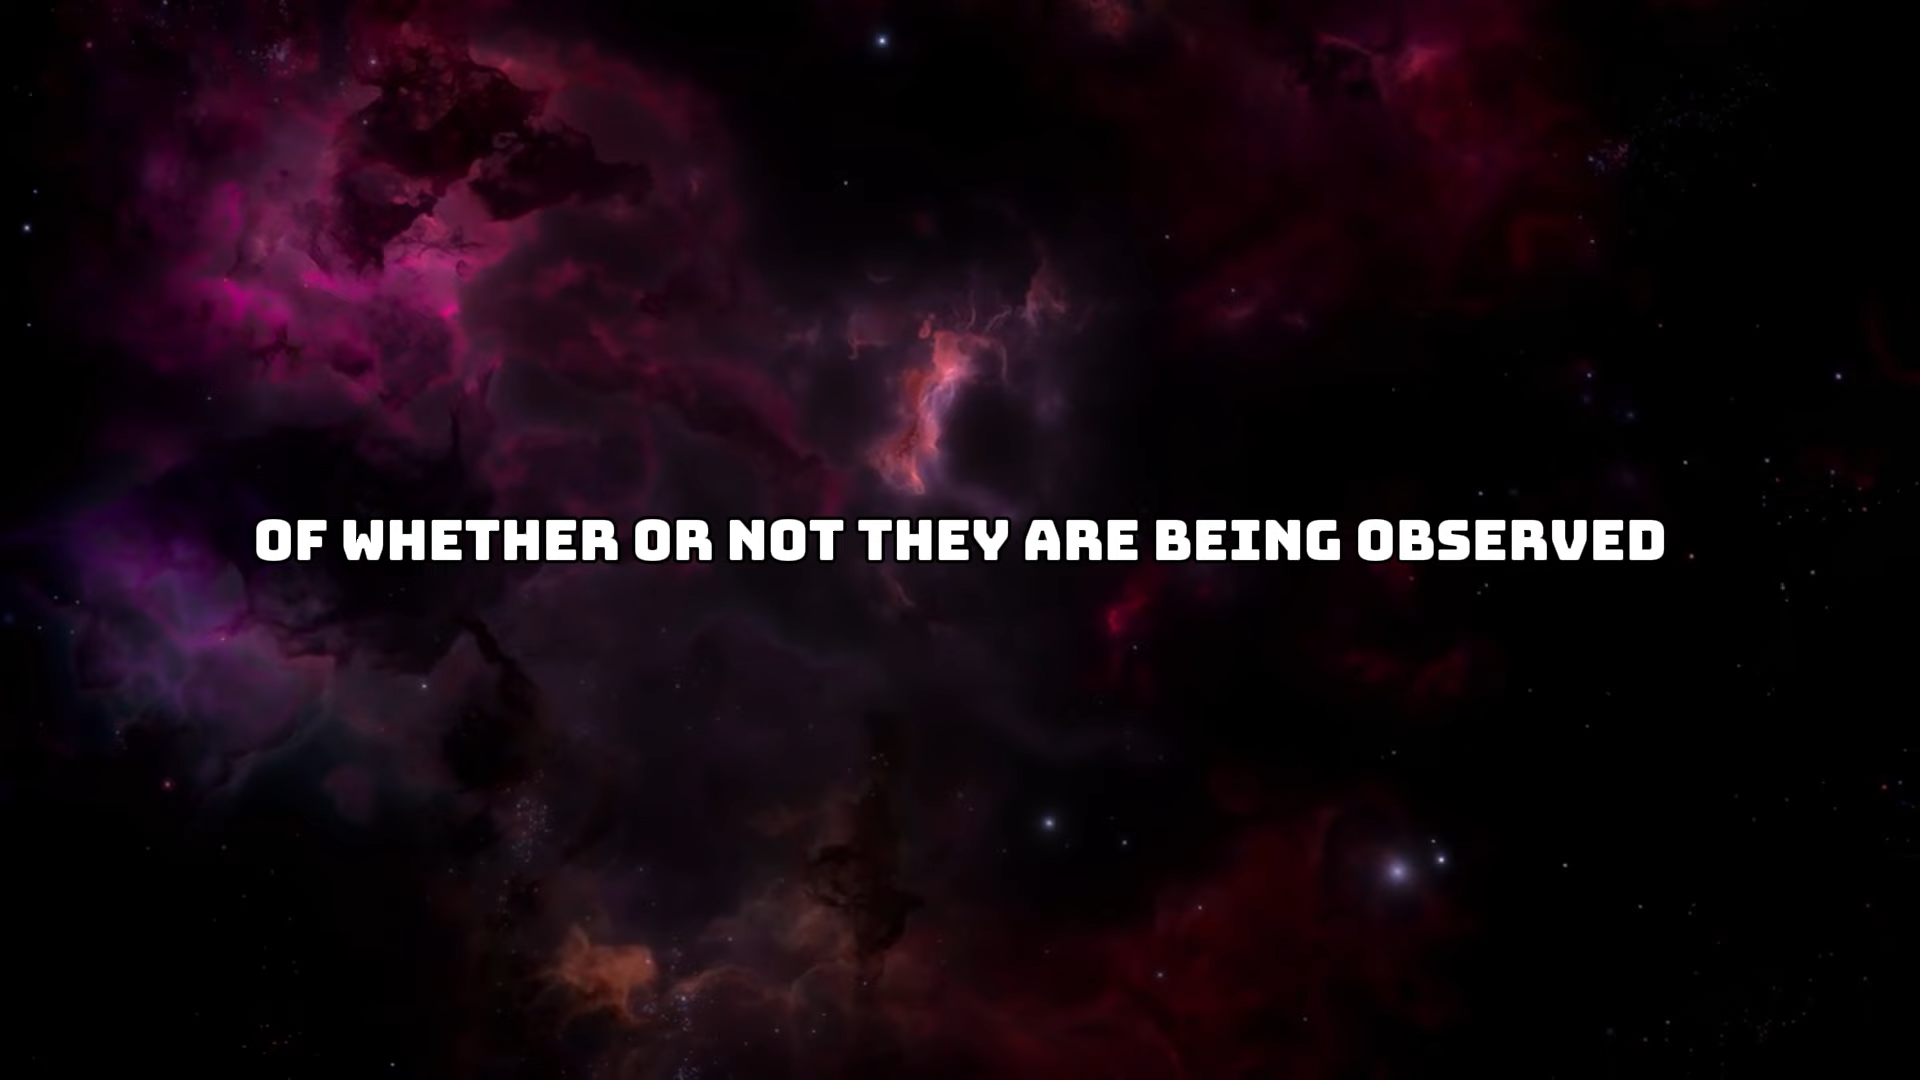 OF WHETHER OR NOT THEY ARE BEING OBSERVED